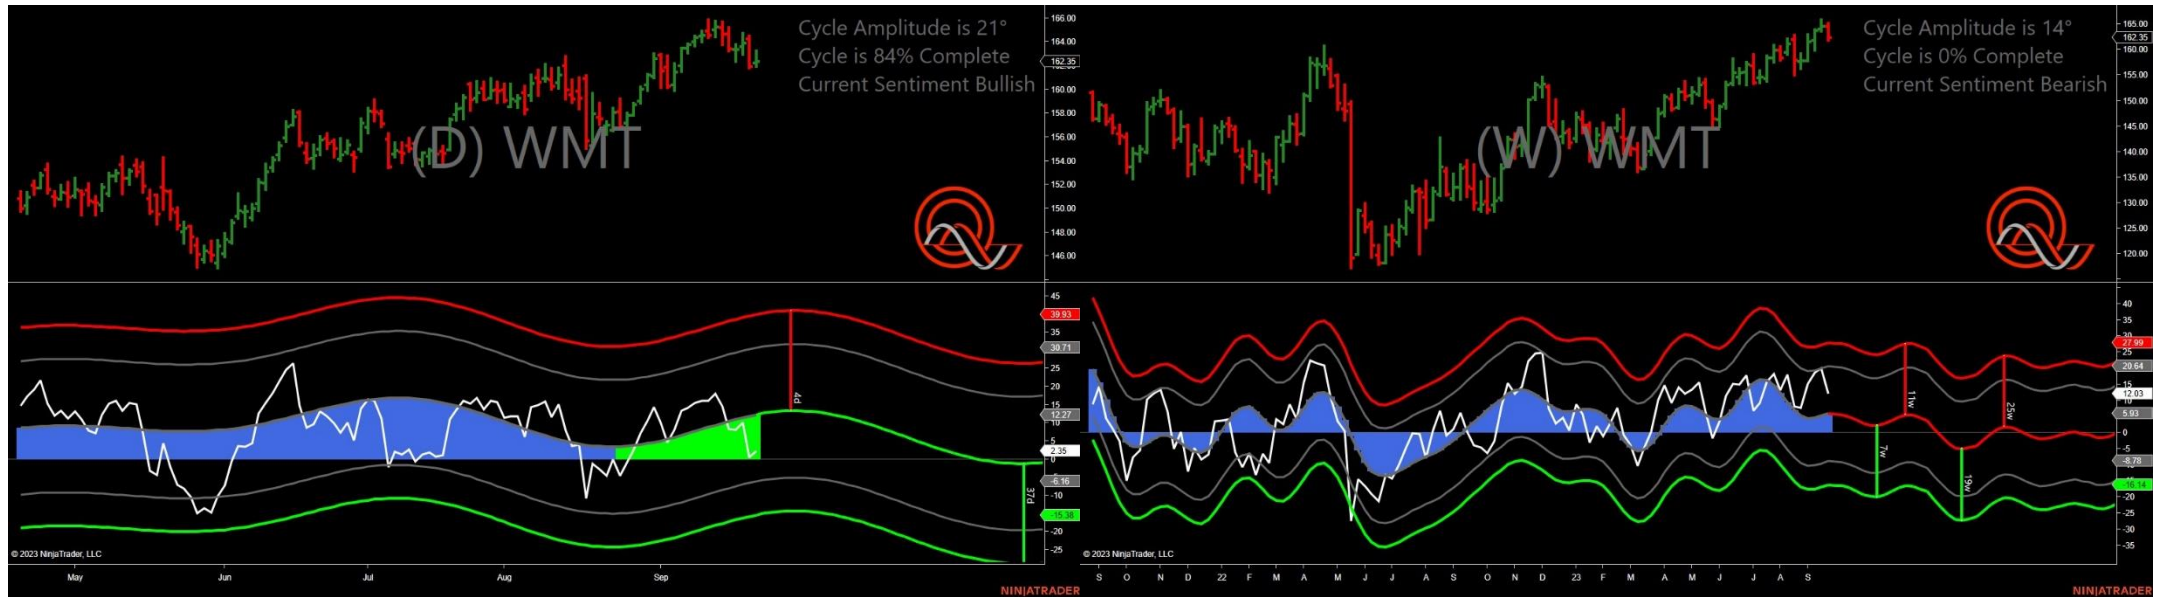 Cycle Amplitude is 21°
Cycle is 84% Complete
Current Sentiment Bullish
(D) WMT
166.00
164.00
162.35
160.00
158.00
156.00
154.00
152.00
150.00
148.00
146.00
45
39.93
35
30.71
25
20
15
12.27
5
2.35
0
-6.16
-10
-15.38
-20
-25
4d
37d
© 2023 NinjaTrader, LLC
May Jun Jul Aug Sep
NINJATRADER
Cycle Amplitude is 14°
Cycle is 0% Complete
Current Sentiment Bearish
(W) WMT
165.00
162.35
160.00
155.00
150.00
145.00
140.00
135.00
130.00
125.00
120.00
40
35
27.99
25
20.64
15
12.03
5.93
0
-5
-8.78
-16.14
-20
-25
-30
-35
11w
25w
7w
19w
© 2023 NinjaTrader, LLC
S O N D 22 F M A M J J A S O N D 23 F M A M J J A S
NINJATRADER